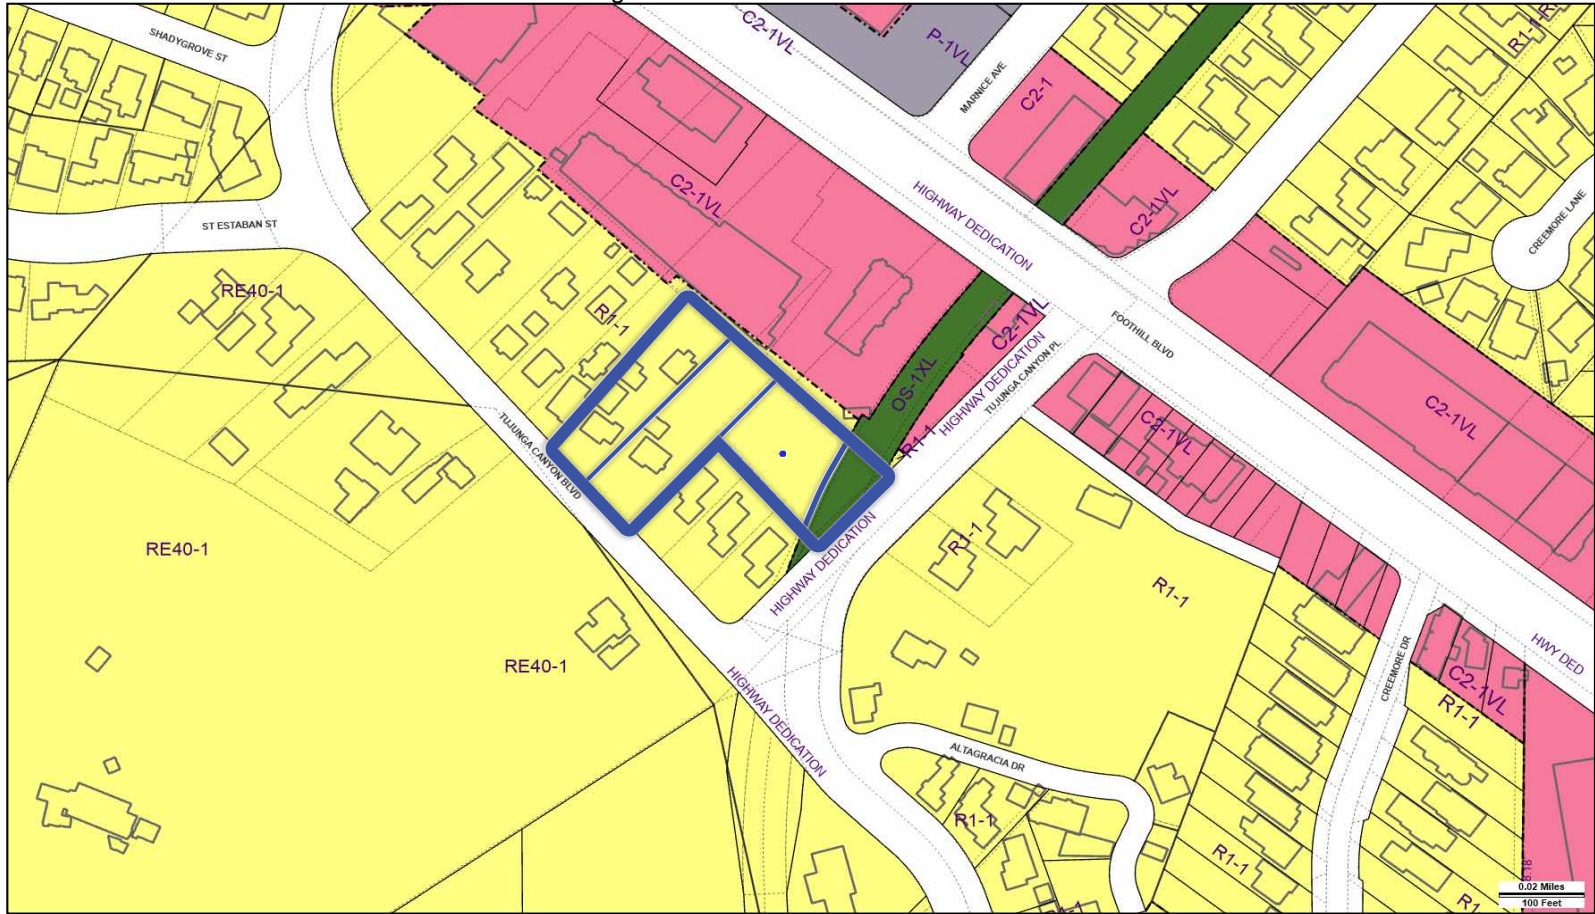 SHADYGROVE ST
C2-1VL
P-1VL
MARNICE AVE
C2-1
R1-1
C2-1VL
HIGHWAY DEDICATION
C2-1VL
CREEMORE LANE
ST ESTABAN ST
RE40-1
R1-1
C2-1VL
HIGHWAY DEDICATION
TUJUNGA CANYON PL
FOOTHILL BLVD
OS-1XL
R1-1
C2-1VL
C2-1VL
TUJUNGA CANYON BLVD
RE40-1
HIGHWAY DEDICATION
R1-1
R1-1
RE40-1
HIGHWAY DEDICATION
CREEMORE DR
HWY DED
C2-1VL
R1-1
ALTAGRACIA DR
R1-1
R1-1
R1-1
0.02 Miles
100 Feet